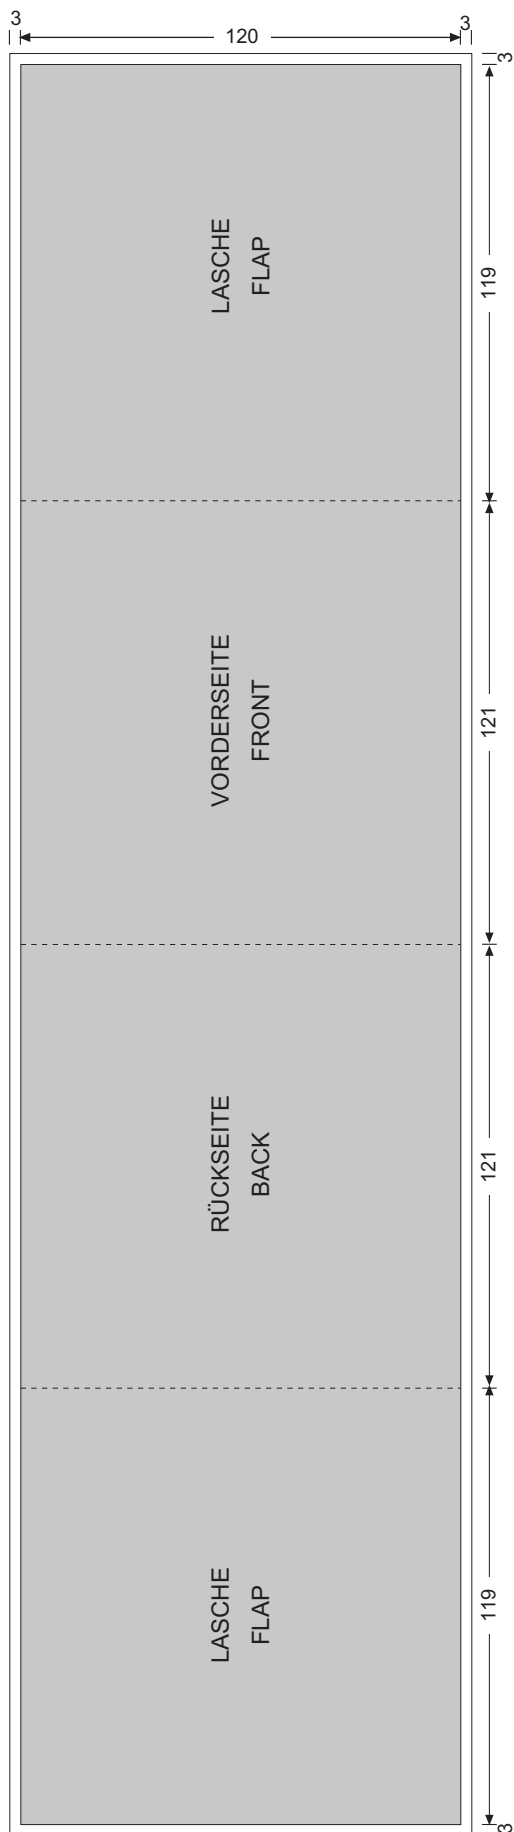 3
3
120
3
LASCHE
FLAP
119
VORDERSEITE
FRONT
121
RÜCKSEITE
BACK
121
LASCHE
FLAP
119
3